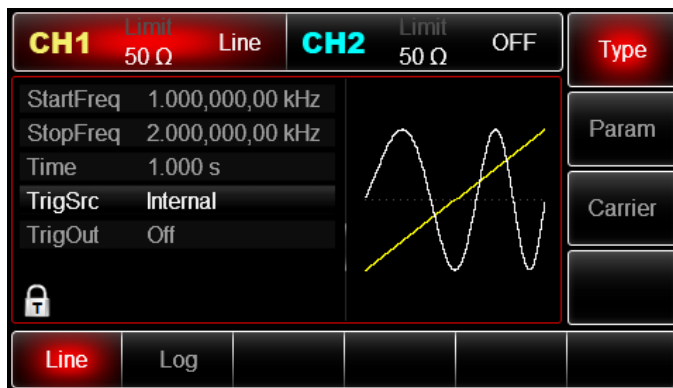 CH1 Limit 50 Ω Line CH2 Limit 50 Ω OFF Type
StartFreq 1.000,000,00 kHz
StopFreq 2.000,000,00 kHz
Time 1.000 s
TrigSrc Internal
TrigOut Off
T
Param
Carrier
Line Log